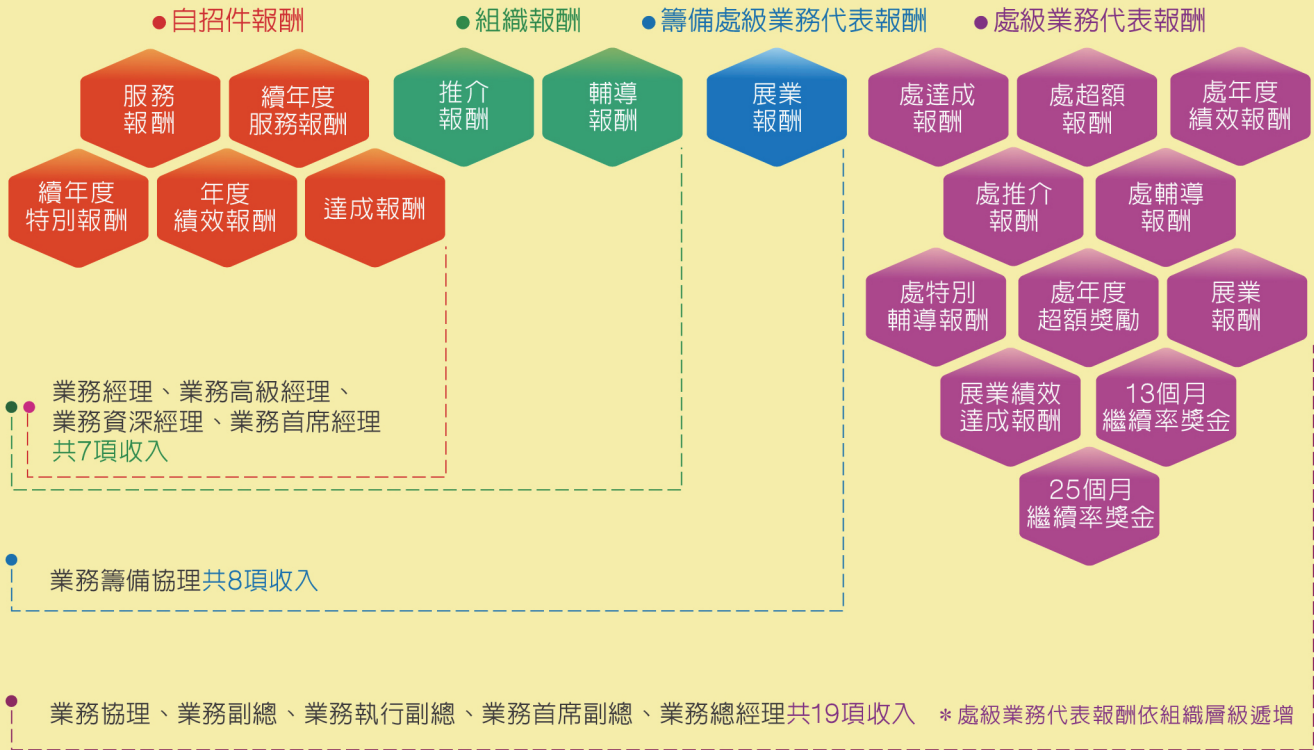 ●自招件報酬
●組織報酬
●籌備處級業務代表報酬
●處級業務代表報酬
服務
報酬
續年度
服務報酬
推介
報酬
輔導
報酬
展業
報酬
處達成
報酬
處超額
報酬
處年度
績效報酬
續年度
特別報酬
年度
績效報酬
達成報酬
處推介
報酬
處輔導
報酬
處特別
輔導報酬
處年度
超額獎勵
展業
報酬
展業績效
達成報酬
13個月
繼續率獎金
25個月
繼續率獎金
業務經理、業務高級經理、
業務資深經理、業務首席經理
共7項收入
業務籌備協理共8項收入
業務協理、業務副總、業務執行副總、業務首席副總、業務總經理共19項收入 *處級業務代表報酬依組織層級遞增